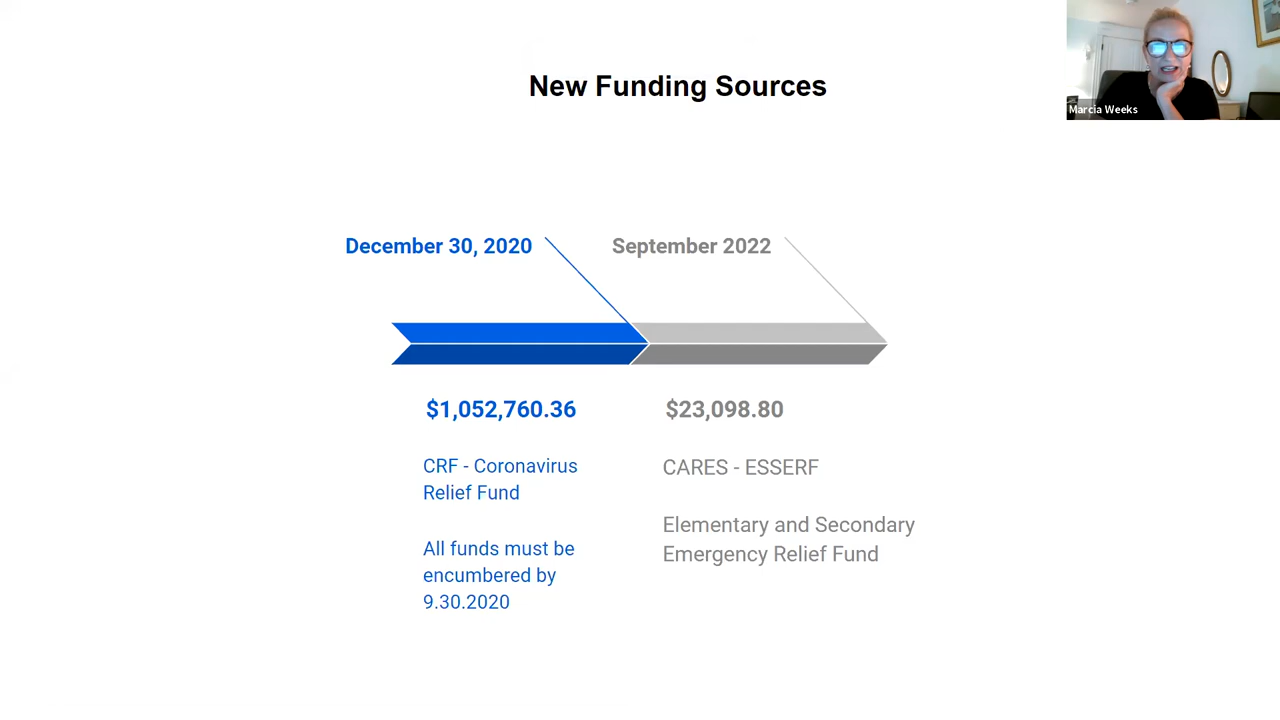 New Funding Sources
Marcia Weeks
December 30, 2020
September 2022
$1,052,760.36
$23,098.80
CRF - Coronavirus
Relief Fund
All funds must be
encumbered by
9.30.2020
CARES - ESSERF
Elementary and Secondary
Emergency Relief Fund